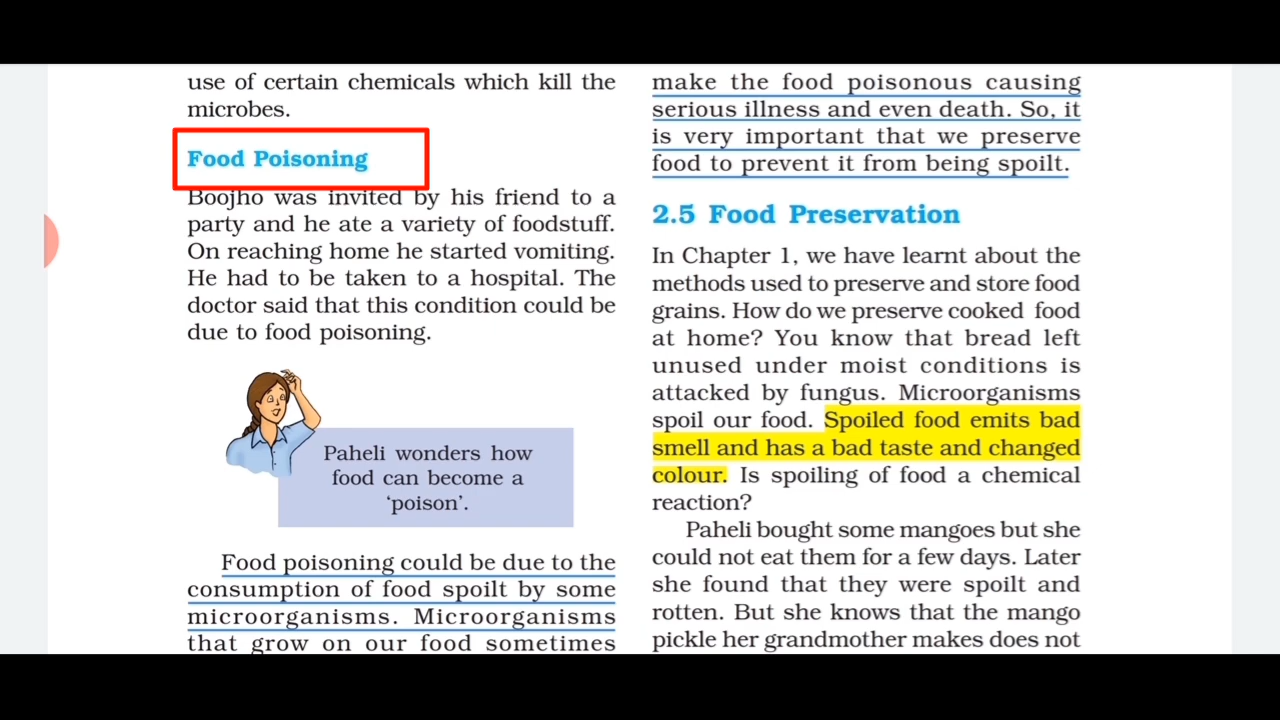 use of certain chemicals which kill the
microbes.
Food Poisoning
Boojho was invited by his friend to a
party and he ate a variety of foodstuff.
On reaching home he started vomiting.
He had to be taken to a hospital. The
doctor said that this condition could be
due to food poisoning.
Paheli wonders how
food can become a
‘poison’.
Food poisoning could be due to the
consumption of food spoilt by some
microorganisms. Microorganisms
that grow on our food sometimes
make the food poisonous causing
serious illness and even death. So, it
is very important that we preserve
food to prevent it from being spoilt.
2.5 Food Preservation
In Chapter 1, we have learnt about the
methods used to preserve and store food
grains. How do we preserve cooked food
at home? You know that bread left
unused under moist conditions is
attacked by fungus. Microorganisms
spoil our food. Spoiled food emits bad
smell and has a bad taste and changed
colour. Is spoiling of food a chemical
reaction?
Paheli bought some mangoes but she
could not eat them for a few days. Later
she found that they were spoilt and
rotten. But she knows that the mango
pickle her grandmother makes does not